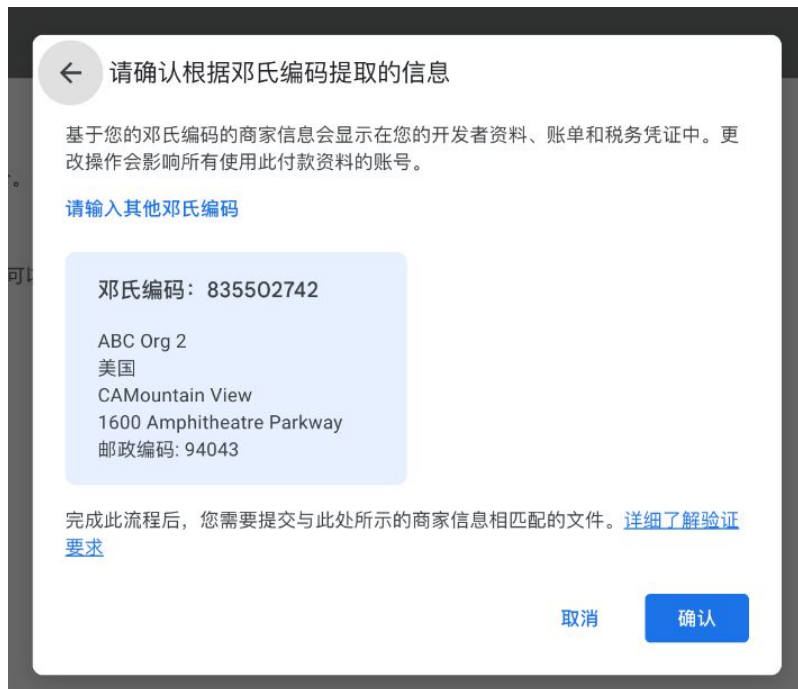 请确认根据邓氏编码提取的信息
基于您的邓氏编码的商家信息会显示在您的开发者资料、账单和税务凭证中。更
改操作会影响所有使用此付款资料的账号。
。
请输入其他邓氏编码
可以
邓氏编码：835502742
ABC Org 2
美国
CAMountain View
1600 Amphitheatre Parkway
邮政编码: 94043
完成此流程后，您需要提交与此处所示的商家信息相匹配的文件。详细了解验证
要求
取消
确认